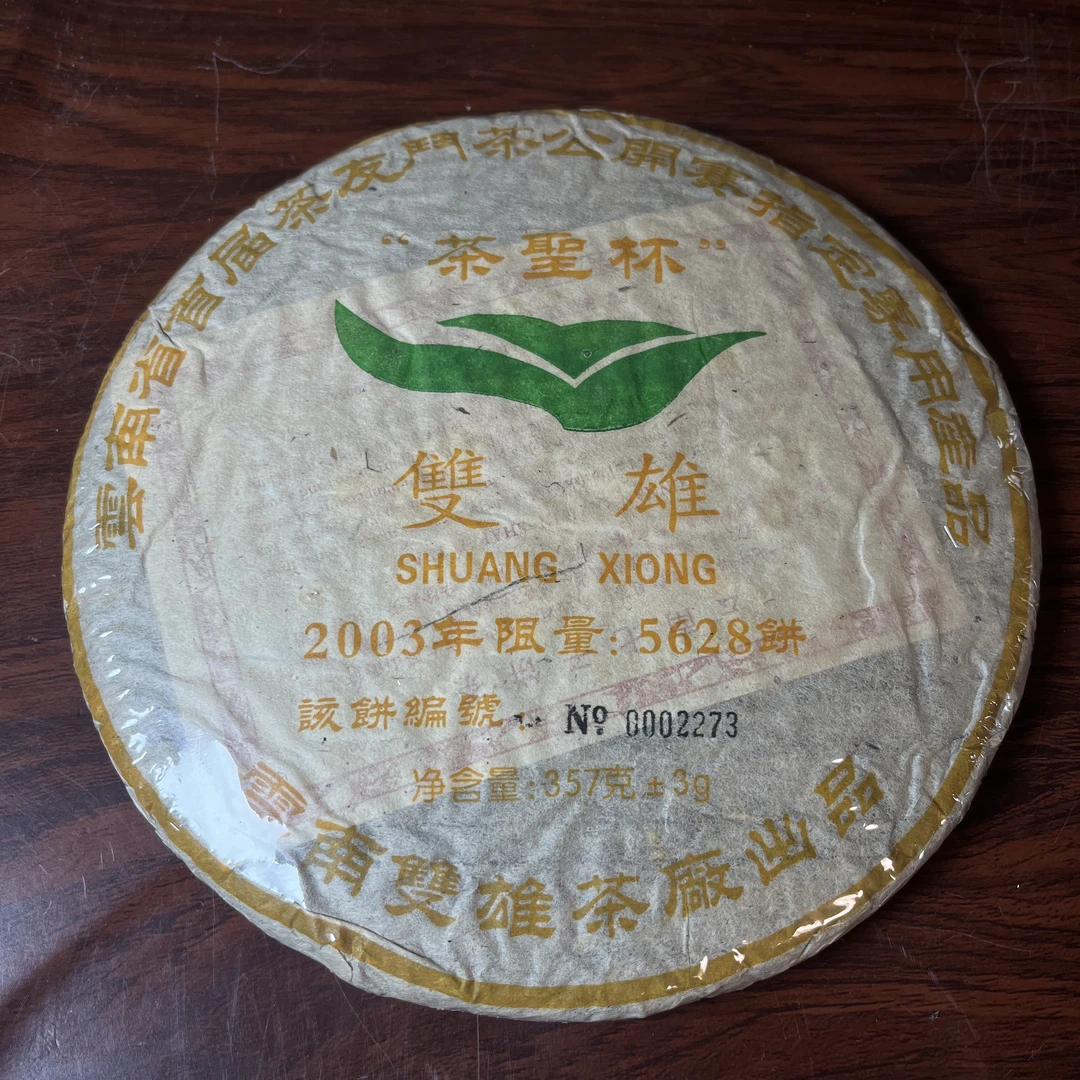 雲南省首届茶友鬥茶公開賽指定專用產品
“茶聖杯”
雙 雄
SHUANG XIONG
2003年限量:5628餅
該餅編號: № 0002273
净含量:357克±3g
雲南雙雄茶廠出品